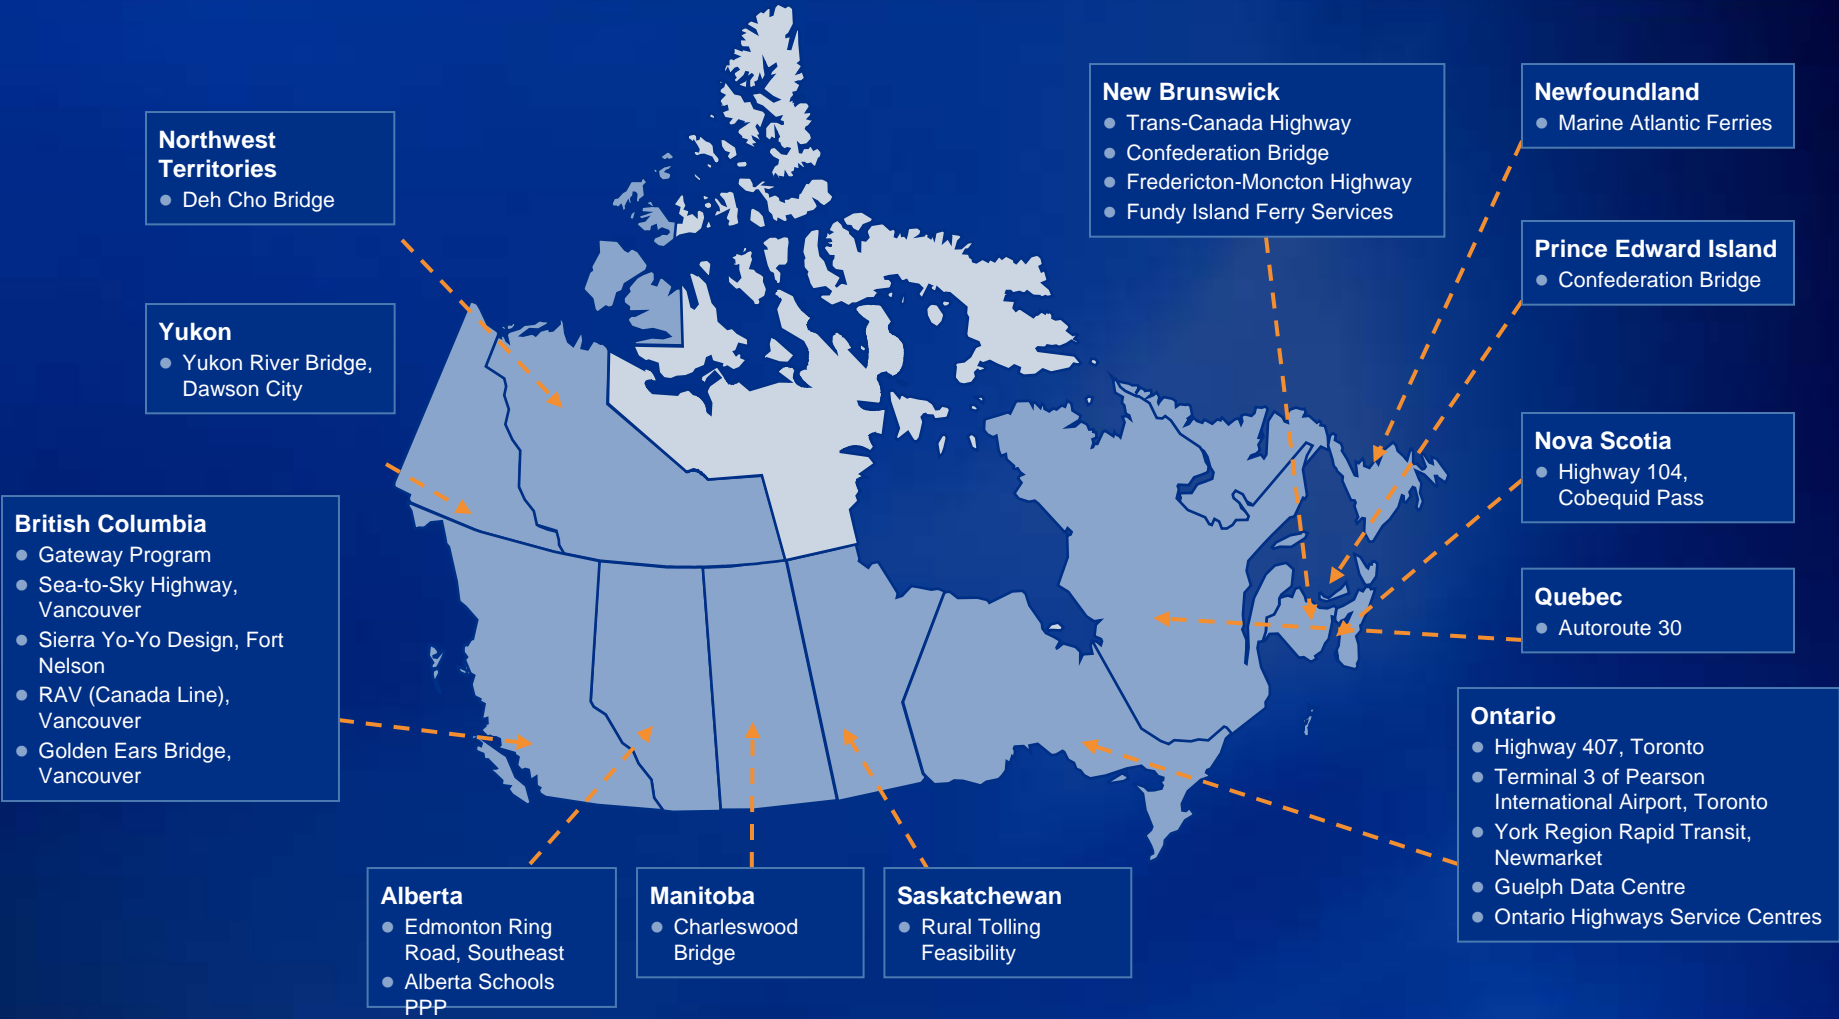 Northwest
Territories
● Deh Cho Bridge
Yukon
● Yukon River Bridge,
Dawson City
British Columbia
● Gateway Program
● Sea-to-Sky Highway,
Vancouver
● Sierra Yo-Yo Design, Fort
Nelson
● RAV (Canada Line),
Vancouver
● Golden Ears Bridge,
Vancouver
Alberta
● Edmonton Ring
Road, Southeast
● Alberta Schools
PPP
Manitoba
● Charleswood
Bridge
Saskatchewan
● Rural Tolling
Feasibility
New Brunswick
● Trans-Canada Highway
● Confederation Bridge
● Fredericton-Moncton Highway
● Fundy Island Ferry Services
Newfoundland
● Marine Atlantic Ferries
Prince Edward Island
● Confederation Bridge
Nova Scotia
● Highway 104,
Cobequid Pass
Quebec
● Autoroute 30
Ontario
● Highway 407, Toronto
● Terminal 3 of Pearson
International Airport, Toronto
● York Region Rapid Transit,
Newmarket
● Guelph Data Centre
● Ontario Highways Service Centres